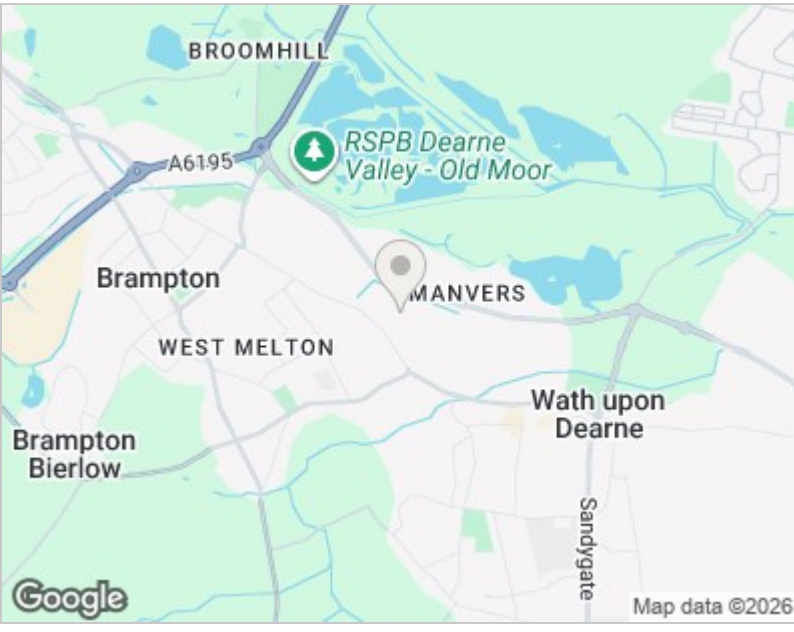 BROOMHILL
A6195
RSPB Dearne
Valley - Old Moor
Brampton
MANVERS
WEST MELTON
Wath upon
Dearne
Brampton
Bierlow
Sandygate
Google
Map data ©2026